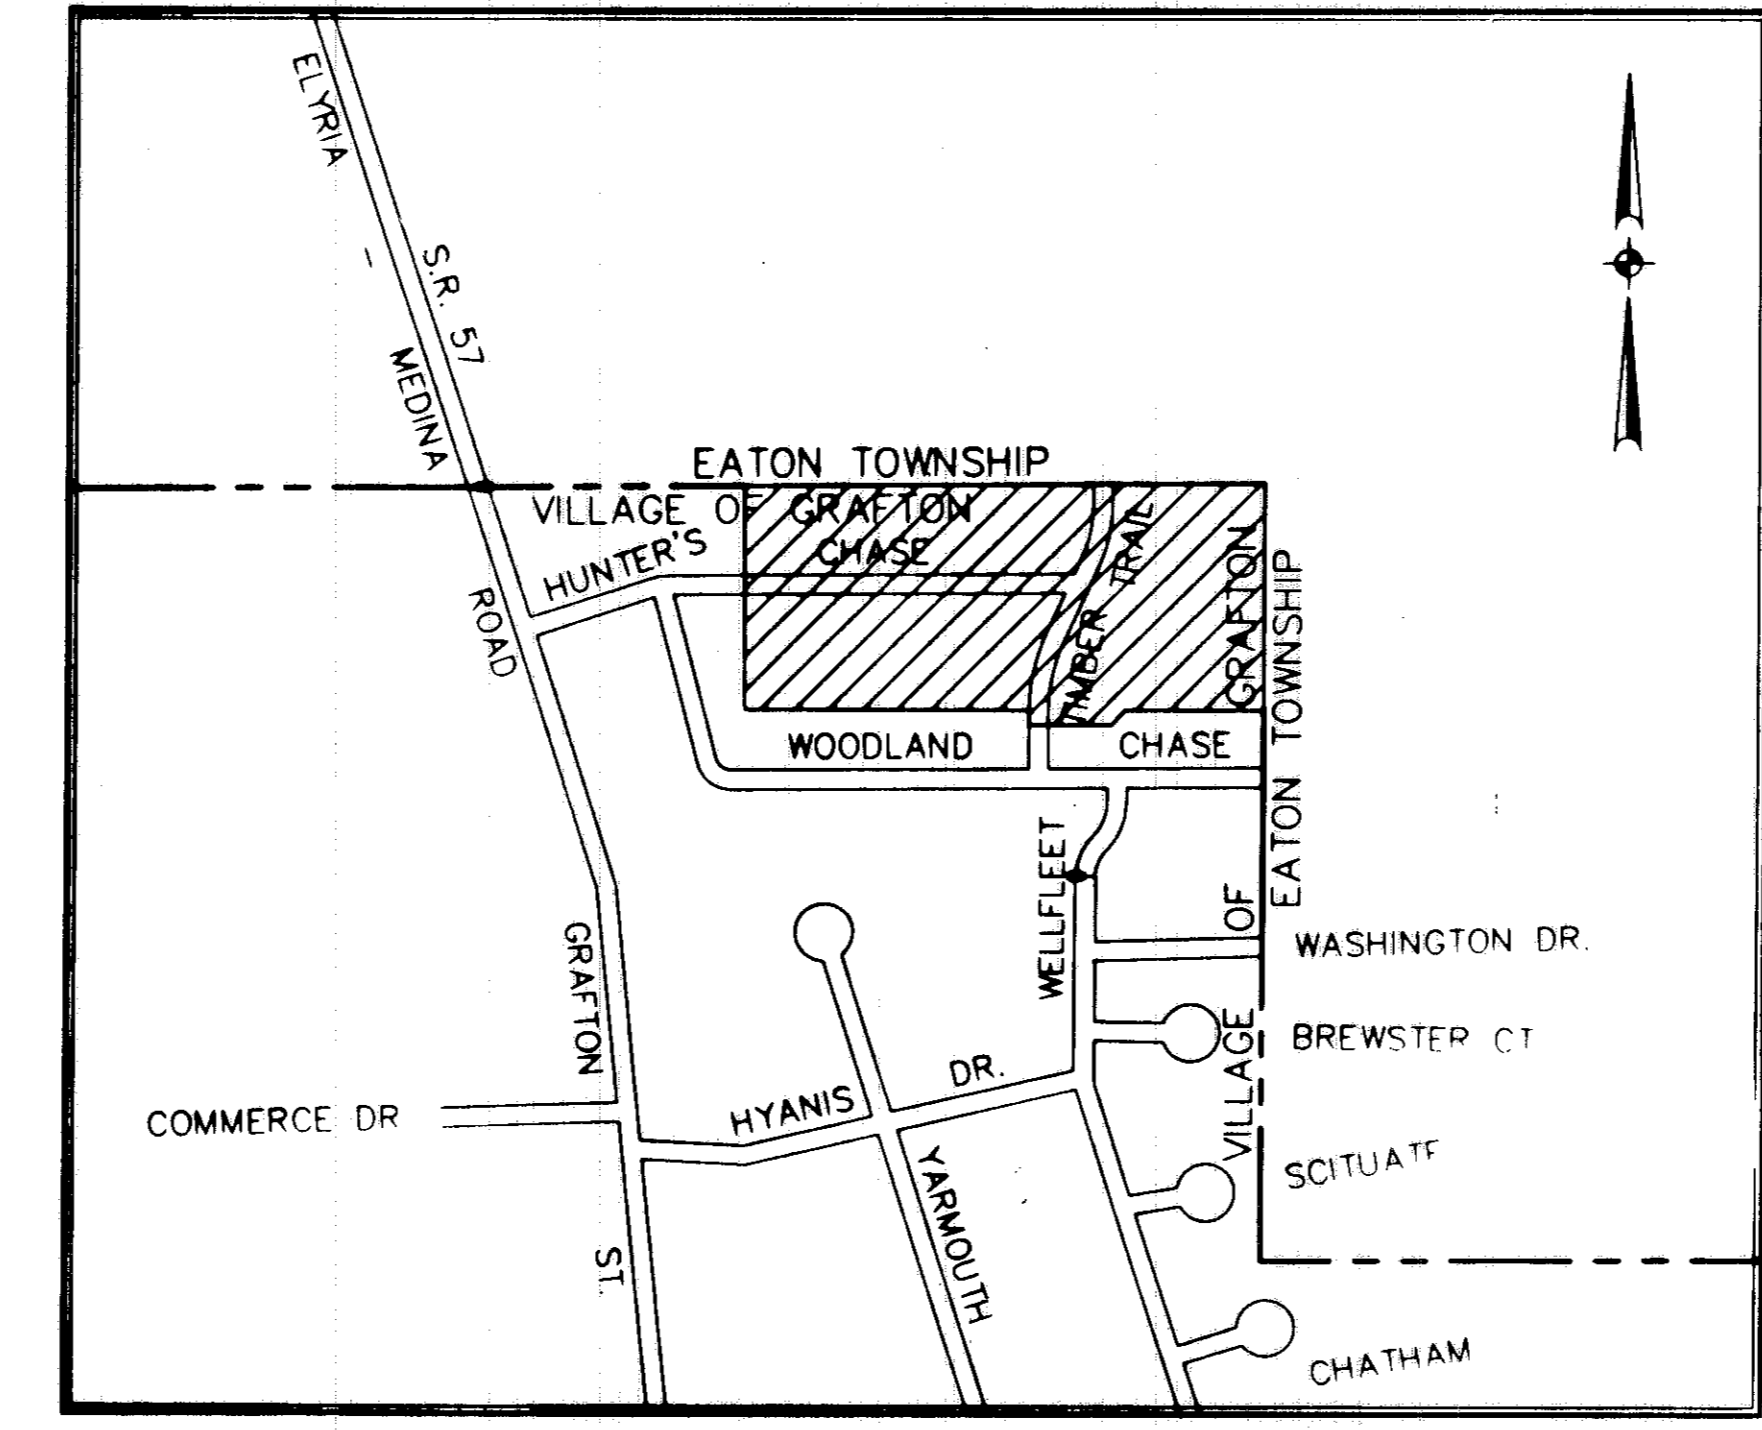 ELYRIA
S.R. 57
MEDINA
EATON TOWNSHIP
VILLAGE OF GRAFTON
HUNTER'S CHASE
TIMBER TRAIL
ROAD
WOODLAND CHASE
VILLAGE OF GRAFTON
EATON TOWNSHIP
WELLFLEET
GRAFTON
ST.
WASHINGTON DR.
BREWSTER CT
COMMERCE DR
HYANIS DR.
YARMOUTH
SCITUATE
CHATHAM